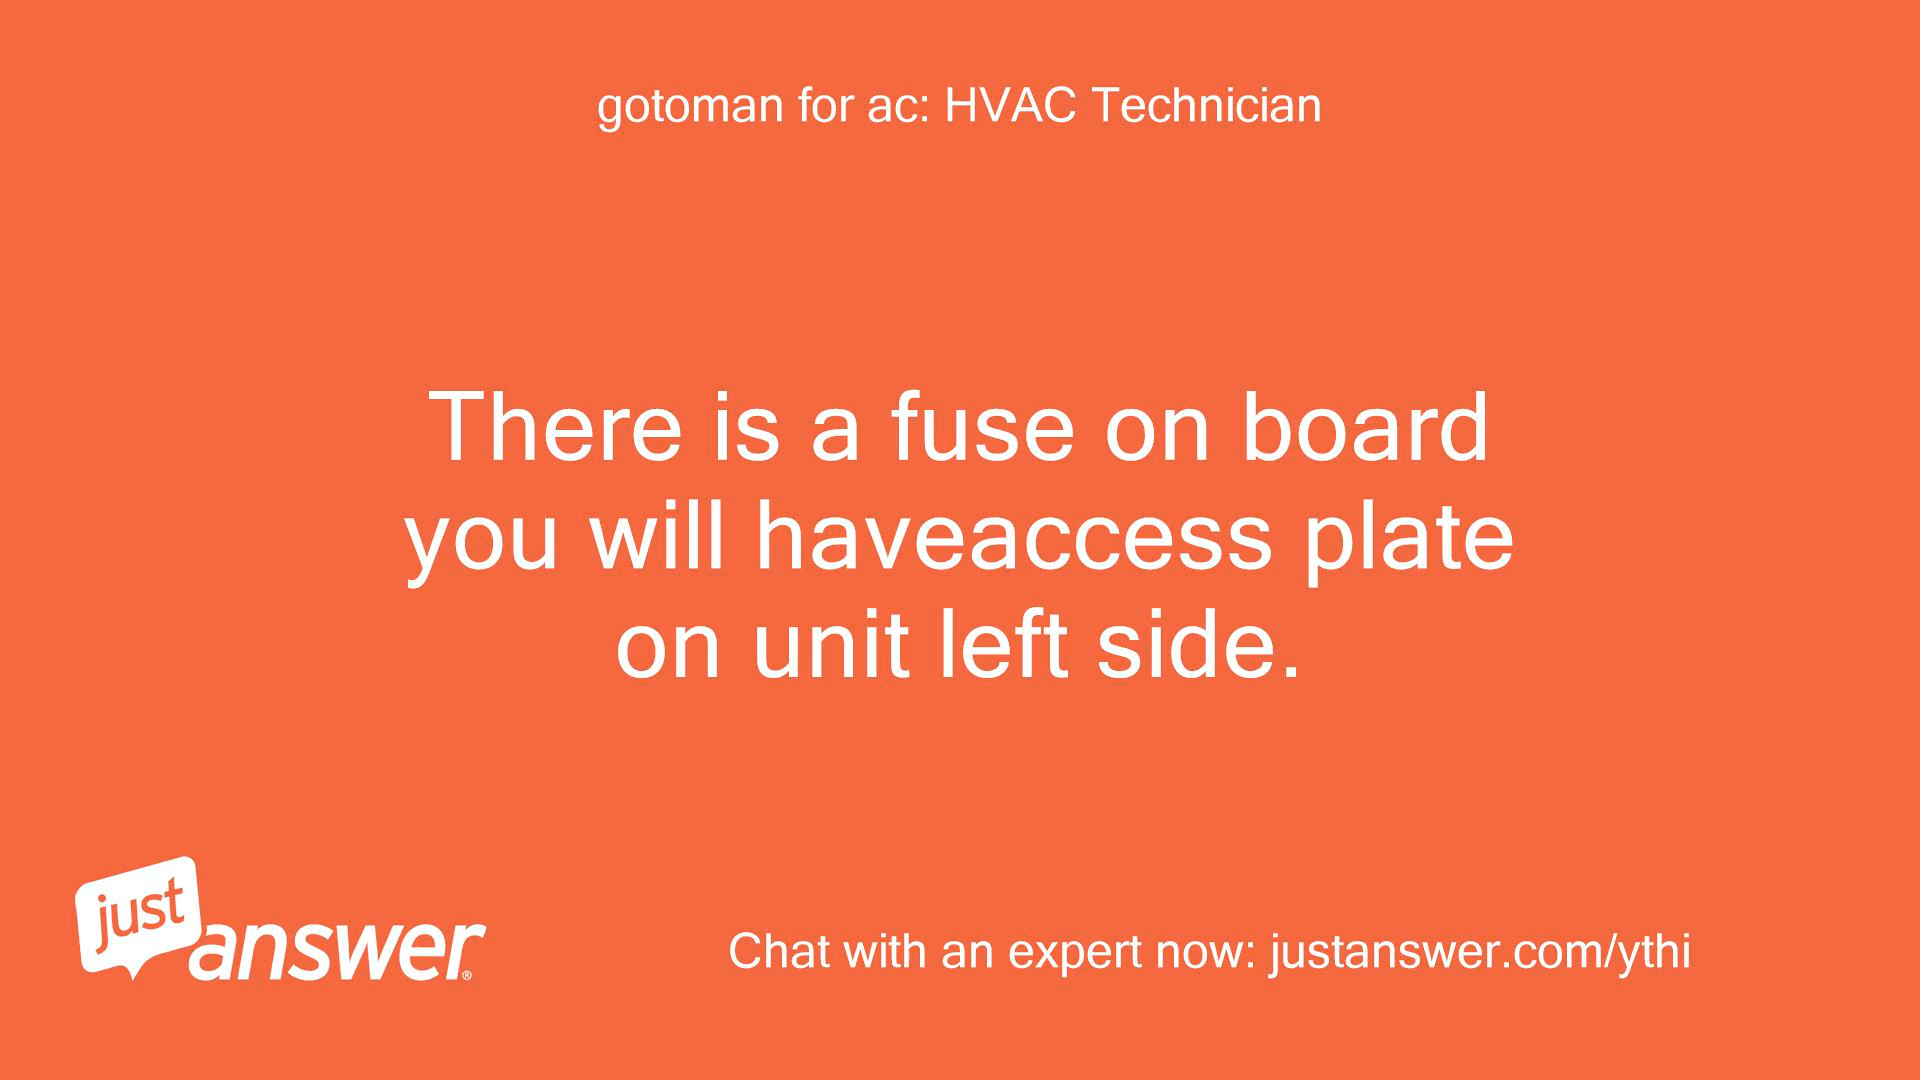 gotoman for ac: HVAC Technician
There is a fuse on board
you will haveaccess plate
on unit left side.
just
answer®
Chat with an expert now: justanswer.com/ythi